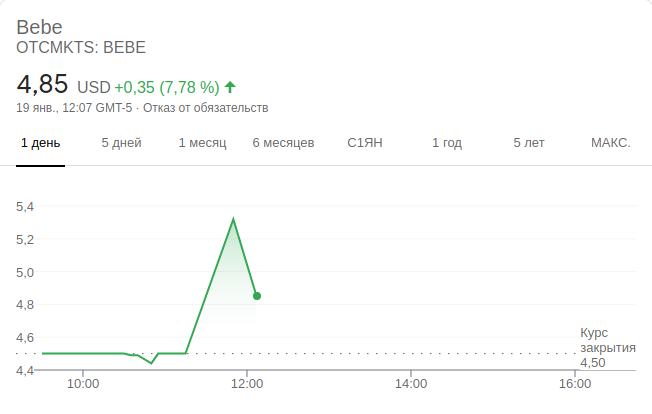 Bebe
OTCMKTS: BEBE
4,85 USD +0,35 (7,78 %)
19 янв., 12:07 GMT-5 · Отказ от обязательств
1 день 5 дней 1 месяц 6 месяцев С1ЯН 1 год 5 лет МАКС.
5,4
5,2
5,0
4,8
4,6
4,4
Курс
закрытия
4,50
10:00 12:00 14:00 16:00